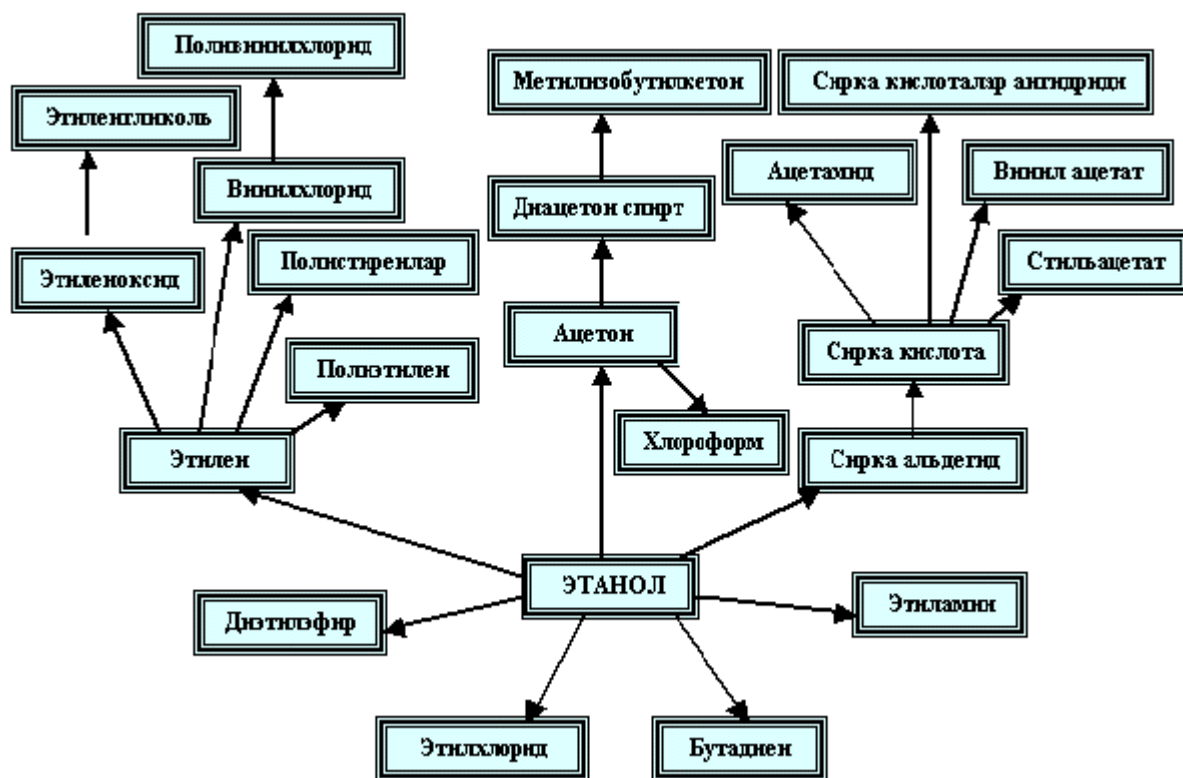 Поливинилхлорид
Метилизобутилкетон
Сирка кислоталар ангидриди
Этиленгликоль
Ацетамид
Винил ацетат
Винилхлорид
Диацетон спирт
Этиленоксид
Полистиренлар
Стильацетат
Ацетон
Сирка кислота
Полиэтилен
Хлороформ
Этилен
Сирка альдегид
ЭТАНОЛ
Этиламин
Диэтилэфир
Этилхлорид
Бутадиен